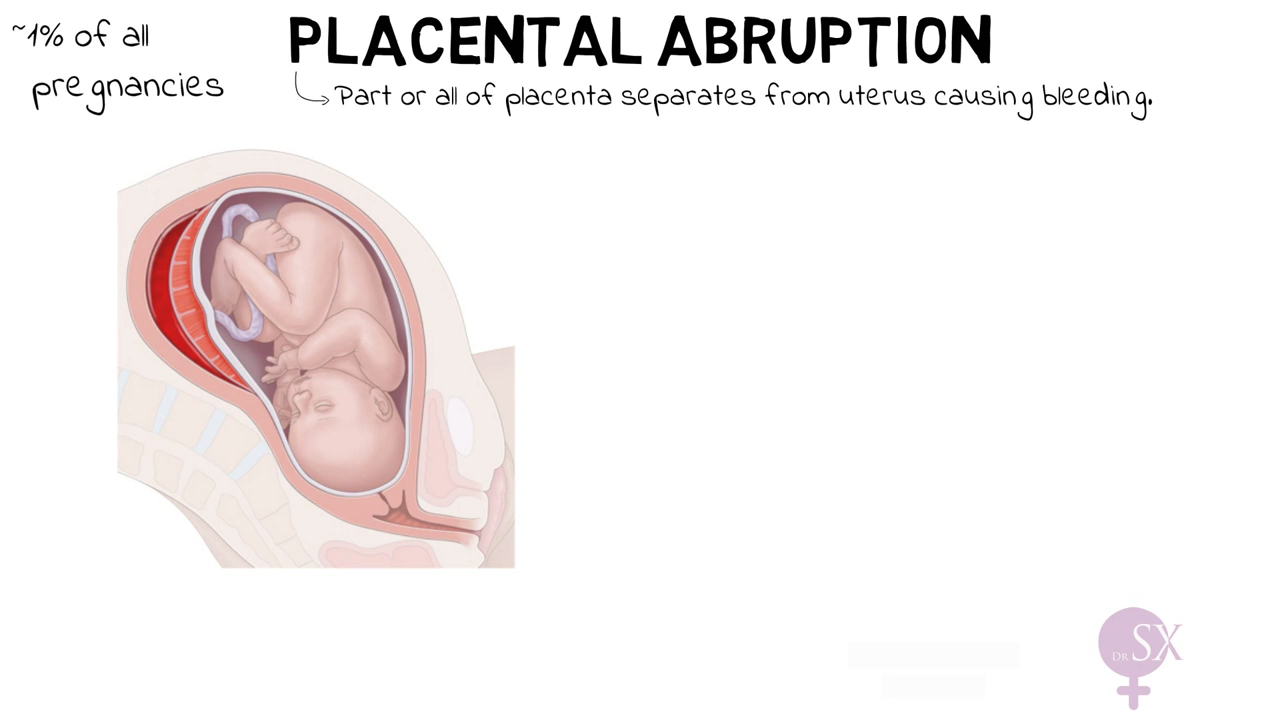 ~1% of all
pregnancies
PLACENTAL ABRUPTION
Part or all of placenta separates from uterus causing bleeding.
DR SX